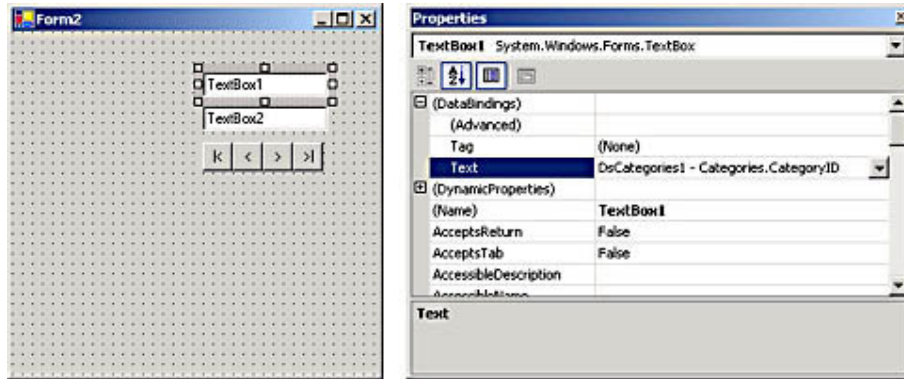 Form2
TextBox1
TextBox2
K < > >I
Properties
TextBox1 System.Windows.Forms.TextBox
(DataBindings)
(Advanced)
Tag (None)
Text DsCategories1 - Categories.CategoryID
(DynamicProperties)
(Name) TextBox1
AcceptsReturn False
AcceptsTab False
AccessibleDescription
AccessibleName
Text